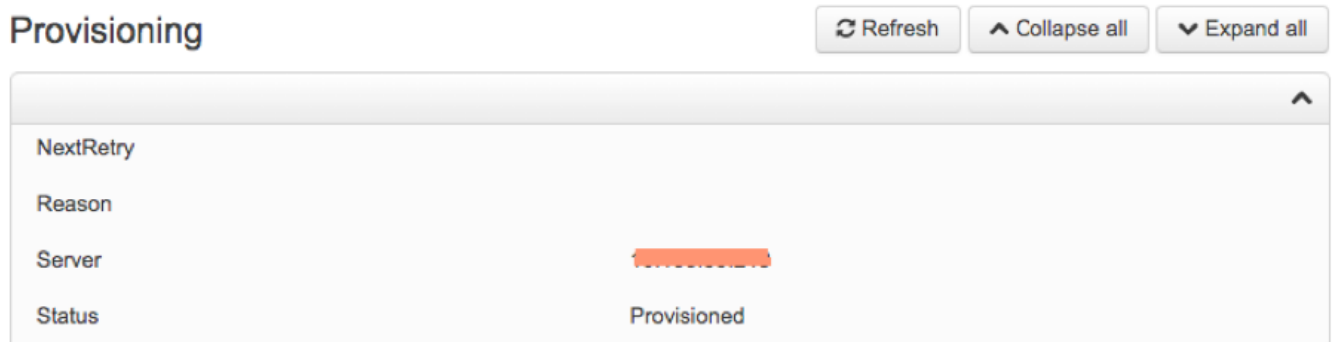 Provisioning
Refresh
Collapse all
Expand all
NextRetry
Reason
Server
Status Provisioned